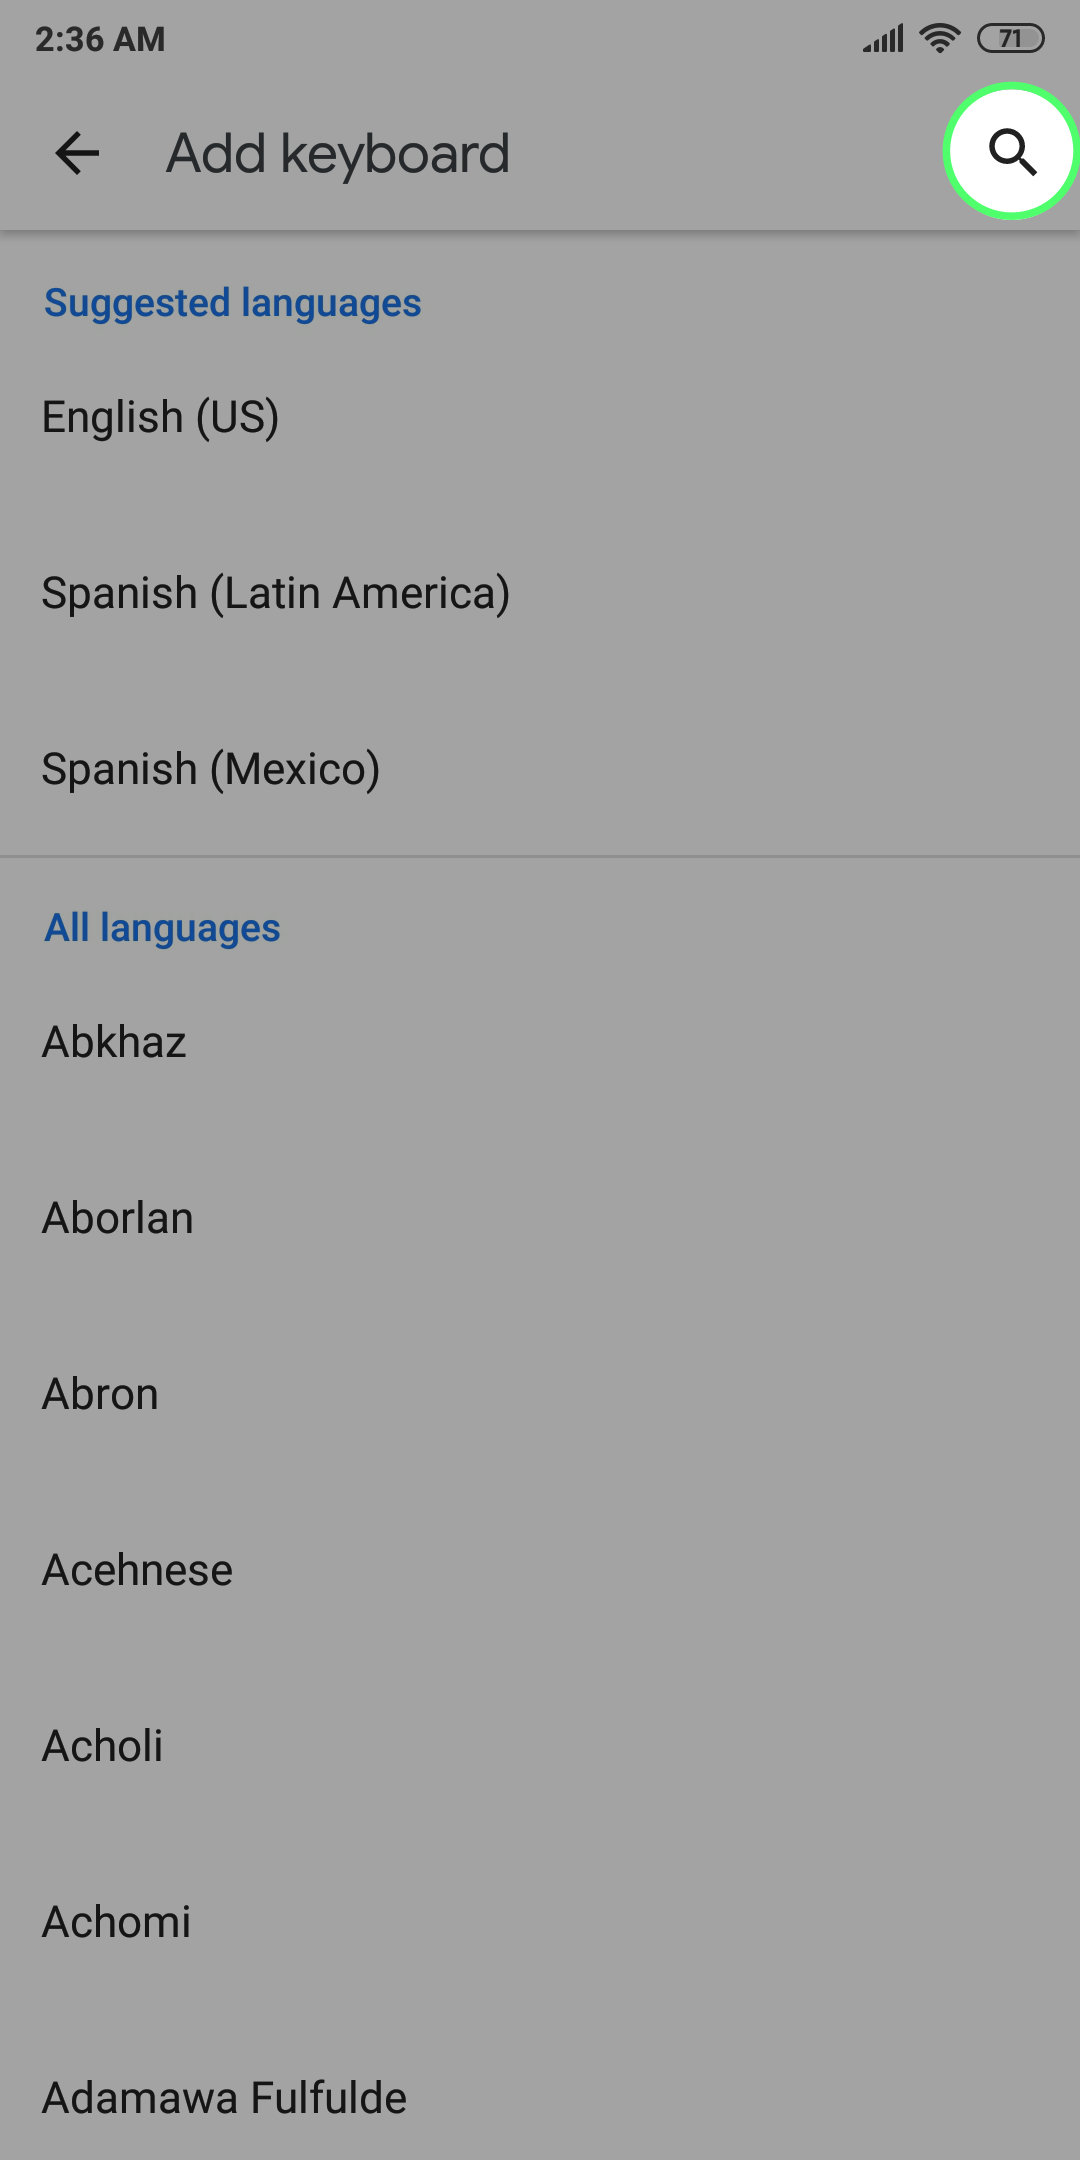 2:36 AM
71
Add keyboard
Suggested languages
English (US)
Spanish (Latin America)
Spanish (Mexico)
All languages
Abkhaz
Aborlan
Abron
Acehnese
Acholi
Achomi
Adamawa Fulfulde